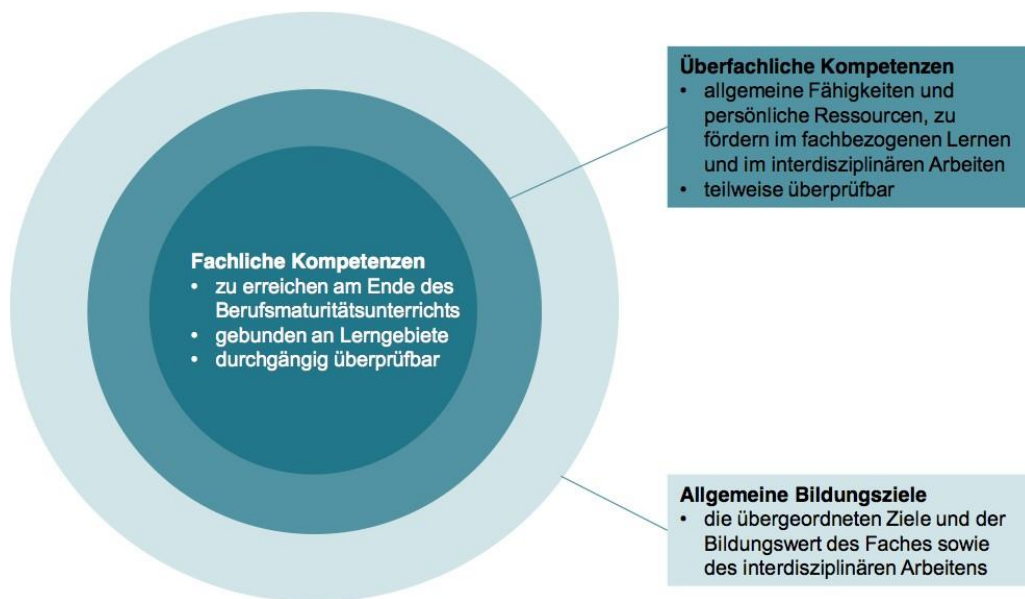 Überfachliche Kompetenzen
• allgemeine Fähigkeiten und
persönliche Ressourcen, zu
fördern im fachbezogenen Lernen
und im interdisziplinären Arbeiten
• teilweise überprüfbar
Fachliche Kompetenzen
• zu erreichen am Ende des
Berufsmaturitätsunterrichts
• gebunden an Lerngebiete
• durchgängig überprüfbar
Allgemeine Bildungsziele
• die übergeordneten Ziele und der
Bildungswert des Faches sowie
des interdisziplinären Arbeitens